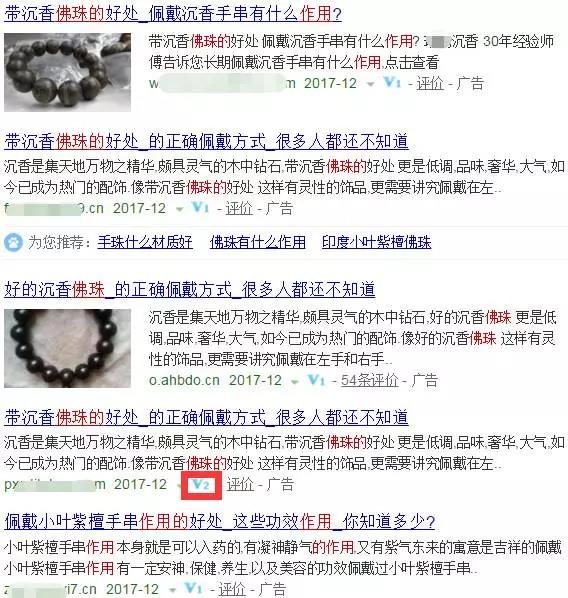 带沉香佛珠的好处_佩戴沉香手串有什么作用?
带沉香佛珠的好处 佩戴沉香手串有什么作用? 沉香 30年经验师
傅告诉您长期佩戴沉香手串有什么作用,点击查看
w m 2017-12 V1 - 评价 - 广告
带沉香佛珠的好处_的正确佩戴方式_很多人都还不知道
沉香是集天地万物之精华,颇具灵气的木中钻石,带沉香佛珠的好处 更是低调,品味,奢华,大气,如
今已成为热门的配饰.像带沉香佛珠的好处 这样有灵性的饰品,更需要讲究佩戴在左..
9.cn 2017-12 V1 - 评价 - 广告
为您推荐: 手珠什么材质好 佛珠有什么作用 印度小叶紫檀佛珠
好的沉香佛珠_的正确佩戴方式_很多人都还不知道
沉香是集天地万物之精华,颇具灵气的木中钻石,好的沉香佛珠 更是低
调,品味,奢华,大气,如今已成为热门的配饰.像好的沉香佛珠 这样有灵
性的饰品,更需要讲究佩戴在左手和右手..
o.ahbdo.cn 2017-12 V1 - 54条评价 - 广告
带沉香佛珠的好处_的正确佩戴方式_很多人都还不知道
沉香是集天地万物之精华,颇具灵气的木中钻石,带沉香佛珠的好处 更是低调,品味,奢华,大气,如
今已成为热门的配饰.像带沉香佛珠的好处 这样有灵性的饰品,更需要讲究佩戴在左..
m 2017-12 V2 评价 - 广告
佩戴小叶紫檀手串作用的好处_这些功效作用_你知道多少?
小叶紫檀手串作用 本身就是可以入药的,有凝神静气的作用,又有紫气东来的寓意是吉祥的佩戴
小叶紫檀手串作用 有一定安神,保健,养生,以及美容的功效佩戴过小叶紫檀手串..
i7.cn 2017-12 V1 - 评价 - 广告